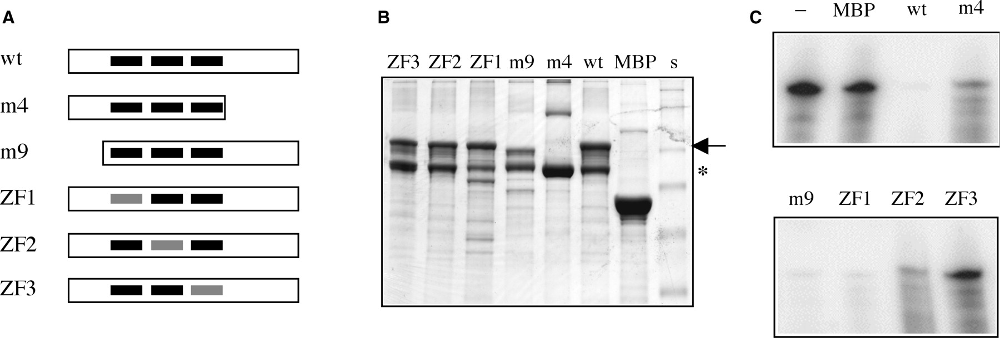 A
wt
m4
m9
ZF1
ZF2
ZF3
B
ZF3 ZF2 ZF1 m9 m4 wt MBP s
*
C
– MBP wt m4
m9 ZF1 ZF2 ZF3